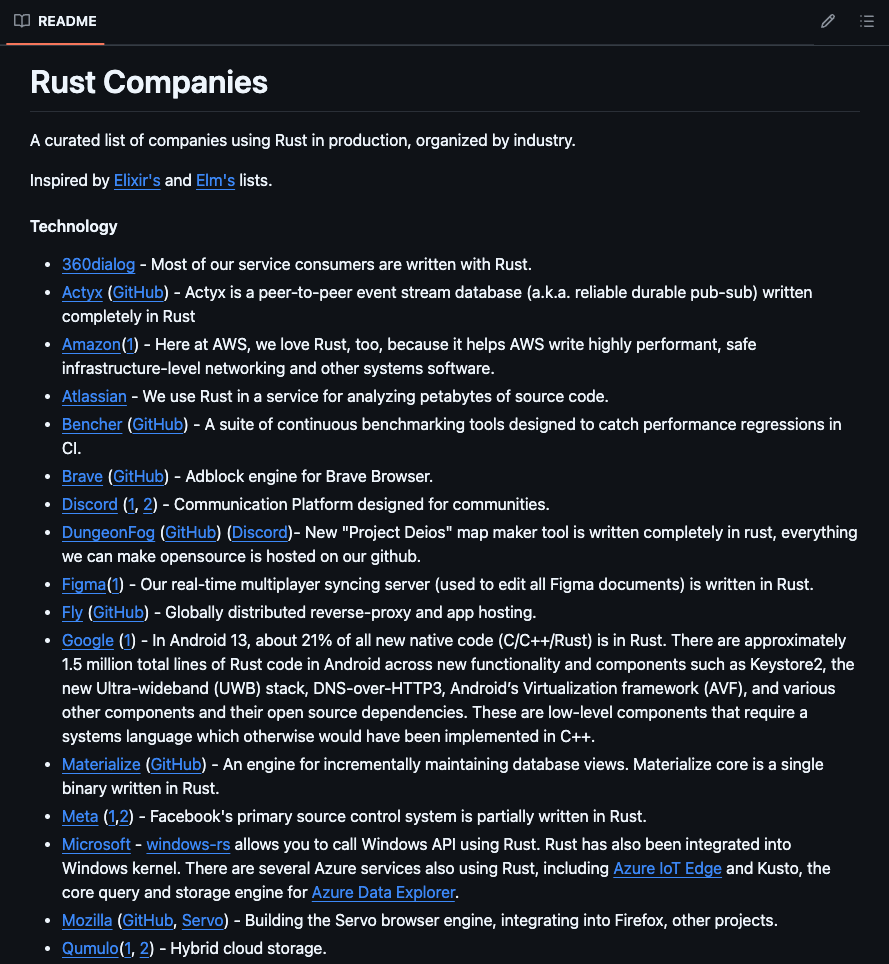 README
Rust Companies
A curated list of companies using Rust in production, organized by industry.
Inspired by Elixir's and Elm's lists.
Technology
• 360dialog - Most of our service consumers are written with Rust.
• Actyx (GitHub) - Actyx is a peer-to-peer event stream database (a.k.a. reliable durable pub-sub) written
completely in Rust
• Amazon(1) - Here at AWS, we love Rust, too, because it helps AWS write highly performant, safe
infrastructure-level networking and other systems software.
• Atlassian - We use Rust in a service for analyzing petabytes of source code.
• Bencher (GitHub) - A suite of continuous benchmarking tools designed to catch performance regressions in
CI.
• Brave (GitHub) - Adblock engine for Brave Browser.
• Discord (1, 2) - Communication Platform designed for communities.
• DungeonFog (GitHub) (Discord)- New "Project Deios" map maker tool is written completely in rust, everything
we can make opensource is hosted on our github.
• Figma(1) - Our real-time multiplayer syncing server (used to edit all Figma documents) is written in Rust.
• Fly (GitHub) - Globally distributed reverse-proxy and app hosting.
• Google (1) - In Android 13, about 21% of all new native code (C/C++/Rust) is in Rust. There are approximately
1.5 million total lines of Rust code in Android across new functionality and components such as Keystore2, the
new Ultra-wideband (UWB) stack, DNS-over-HTTP3, Android’s Virtualization framework (AVF), and various
other components and their open source dependencies. These are low-level components that require a
systems language which otherwise would have been implemented in C++.
• Materialize (GitHub) - An engine for incrementally maintaining database views. Materialize core is a single
binary written in Rust.
• Meta (1,2) - Facebook's primary source control system is partially written in Rust.
• Microsoft - windows-rs allows you to call Windows API using Rust. Rust has also been integrated into
Windows kernel. There are several Azure services also using Rust, including Azure IoT Edge and Kusto, the
core query and storage engine for Azure Data Explorer.
• Mozilla (GitHub, Servo) - Building the Servo browser engine, integrating into Firefox, other projects.
• Qumulo(1, 2) - Hybrid cloud storage.